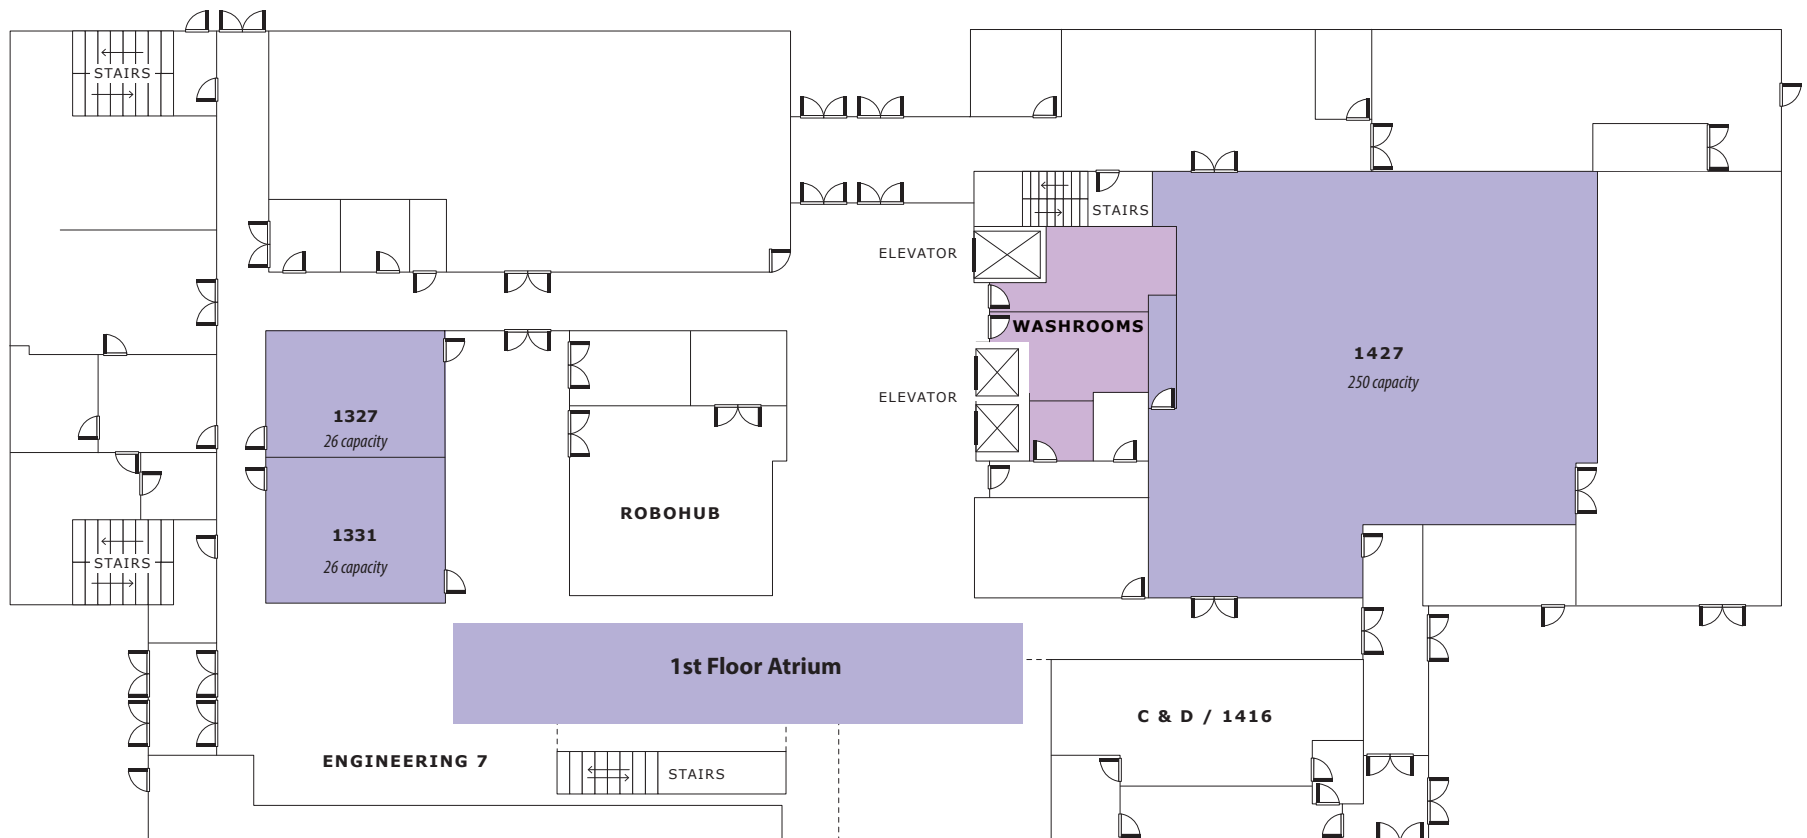 STAIRS
STAIRS
ELEVATOR
WASHROOMS
1427
250 capacity
ELEVATOR
1327
26 capacity
ROBOHUB
1331
26 capacity
STAIRS
1st Floor Atrium
C & D / 1416
ENGINEERING 7
STAIRS